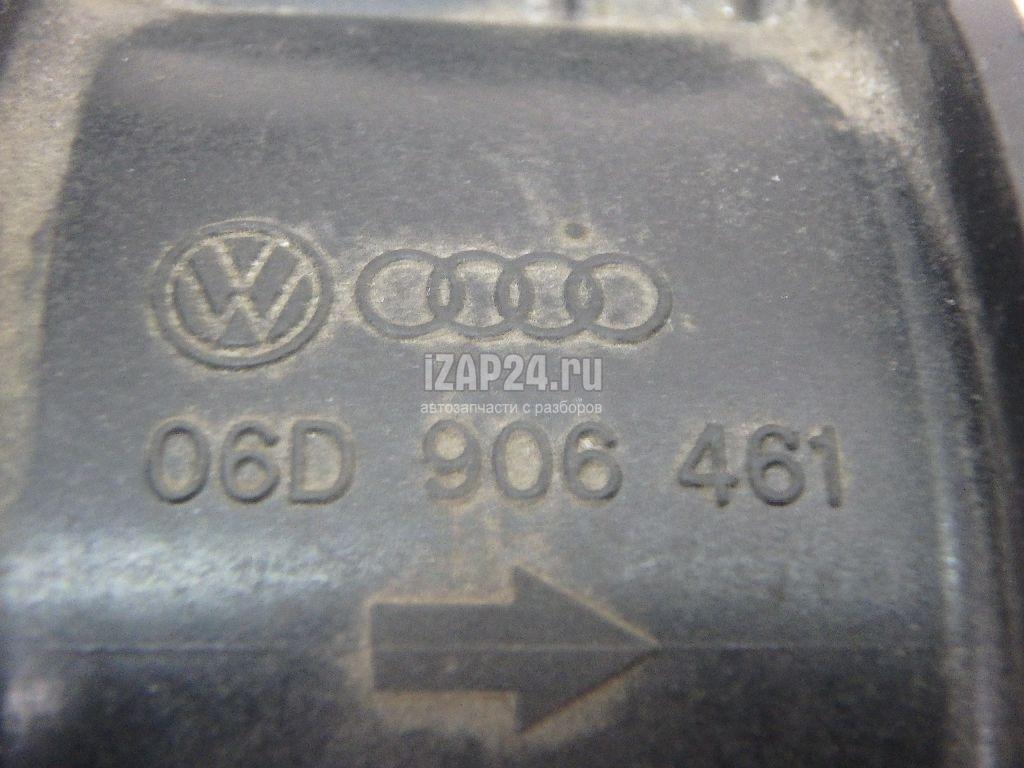 iZAP24.ru
автозапчасти с разборов
06D 906 461